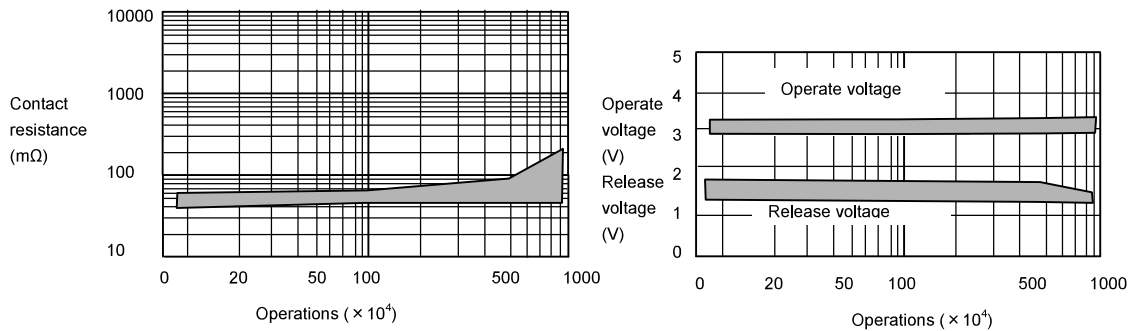 10000
1000
100
10
Contact
resistance
(mΩ)
0 20 50 100 500 1000
Operations (×10⁴)
5
4
3
2
1
0
Operate
voltage
(V)
Release
voltage
(V)
Operate voltage
Release voltage
0 20 50 100 500 1000
Operations (×10⁴)